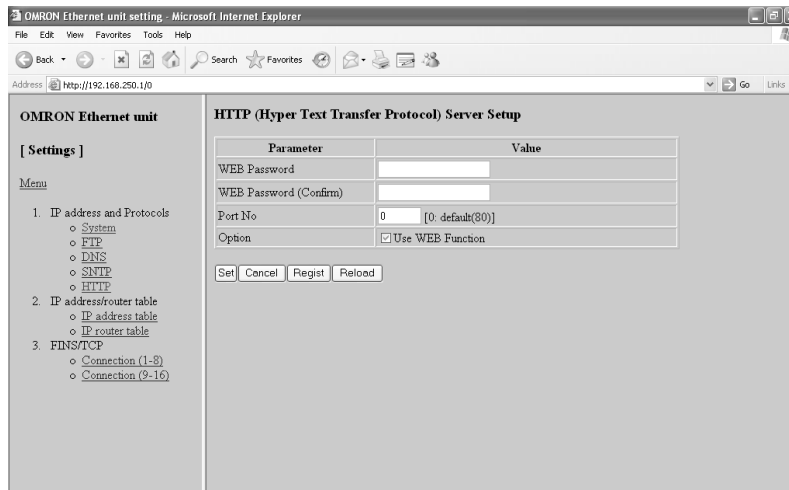 OMRON Ethernet unit setting - Microsoft Internet Explorer
File Edit View Favorites Tools Help
Back Search Favorites
Address http://192.168.250.1/0 Go Links
OMRON Ethernet unit
[ Settings ]
Menu
1. IP address and Protocols
System
FTP
DNS
SNTP
HTTP
2. IP address/router table
IP address table
IP router table
3. FINS/TCP
Connection (1-8)
Connection (9-16)
HTTP (Hyper Text Transfer Protocol) Server Setup
Parameter Value
WEB Password
WEB Password (Confirm)
Port No 0 [0: default(80)]
Option Use WEB Function
Set Cancel Regist Reload